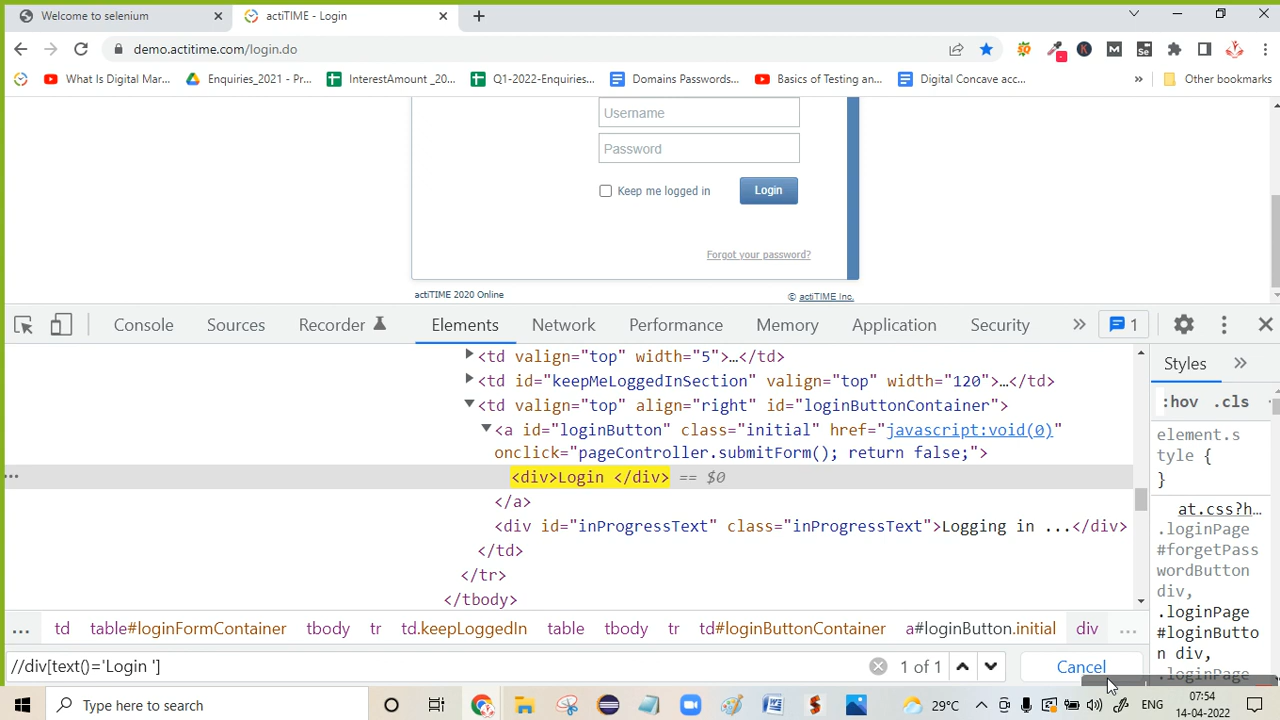 Welcome to selenium
actiTIME - Login
demo.actitime.com/login.do
What Is Digital Mar...
Enquiries_2021 - Pr...
InterestAmount _20...
Q1-2022-Enquiries...
Domains Passwords...
Basics of Testing an...
Digital Concave acc...
»
Other bookmarks
Username
Password
Keep me logged in
Login
Forgot your password?
actiTIME 2020 Online
© actiTIME Inc.
Console
Sources
Recorder
Elements
Network
Performance
Memory
Application
Security
»
1
<td valign="top" width="5">…</td>
<td id="keepMeLoggedInSection" valign="top" width="120">…</td>
<td valign="top" align="right" id="loginButtonContainer">
<a id="loginButton" class="initial" href="javascript:void(0)"
onclick="pageController.submitForm(); return false;">
<div>Login </div> == $0
</a>
<div id="inProgressText" class="inProgressText">Logging in ...</div>
</td>
</tr>
</tbody>
Styles
»
:hov .cls
element.s
tyle {
}
at.css?h…
.loginPage
#forgetPas
swordButton
div,
.loginPage
#loginButto
n div,
.loginPage
...
td
table#loginFormContainer
tbody
tr
td.keepLoggedIn
table
tbody
tr
td#loginButtonContainer
a#loginButton.initial
div
...
//div[text()='Login ']
1 of 1
Cancel
Type here to search
29°C
ENG
07:54
14-04-2022